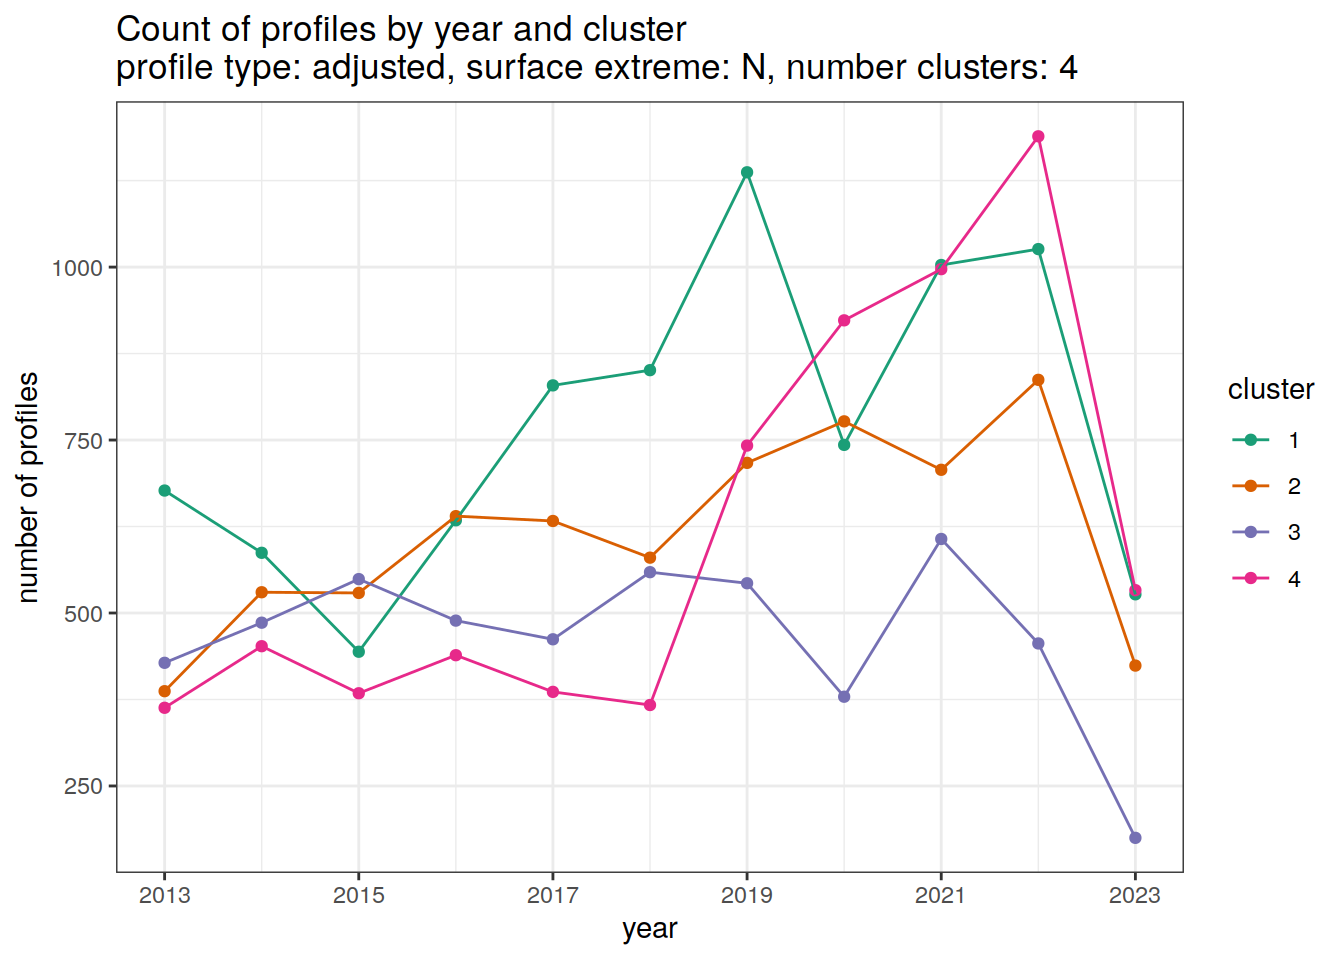 Count of profiles by year and cluster
profile type: adjusted, surface extreme: N, number clusters: 4
number of profiles
1000
750
500
250
2013 2015 2017 2019 2021 2023
year
cluster
1
2
3
4